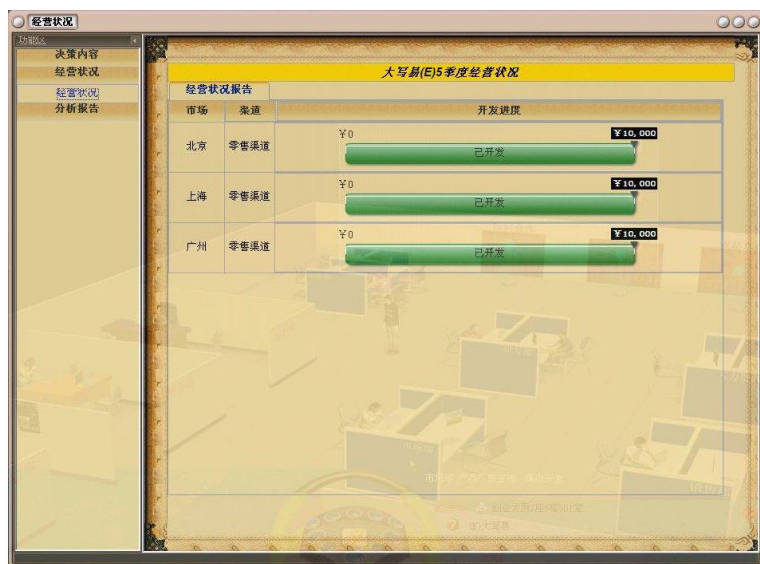 经营状况
功能区
决策内容
经营状况
经营状况
分析报告
大写易(E)5季度经营状况
经营状况报告
市场 渠道 开发进度
¥0 ¥10,000
北京 零售渠道 已开发
¥0 ¥10,000
上海 零售渠道 已开发
¥0 ¥10,000
广州 零售渠道 已开发